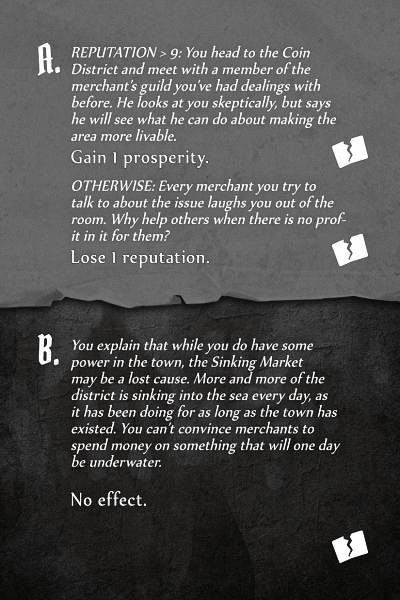 A.
REPUTATION > 9: You head to the Coin
District and meet with a member of the
merchant's guild you've had dealings with
before. He looks at you skeptically, but says
he will see what he can do about making the
area more livable.
Gain 1 prosperity.
OTHERWISE: Every merchant you try to
talk to about the issue laughs you out of the
room. Why help others when there is no prof-
it in it for them?
Lose 1 reputation.
B.
You explain that while you do have some
power in the town, the Sinking Market
may be a lost cause. More and more of the
district is sinking into the sea every day, as
it has been doing for as long as the town has
existed. You can't convince merchants to
spend money on something that will one day
be underwater.
No effect.